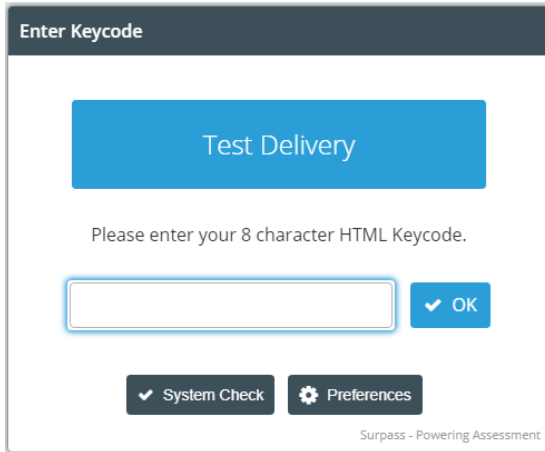 Enter Keycode
Test Delivery
Please enter your 8 character HTML Keycode.
OK
System Check Preferences
Surpass - Powering Assessment